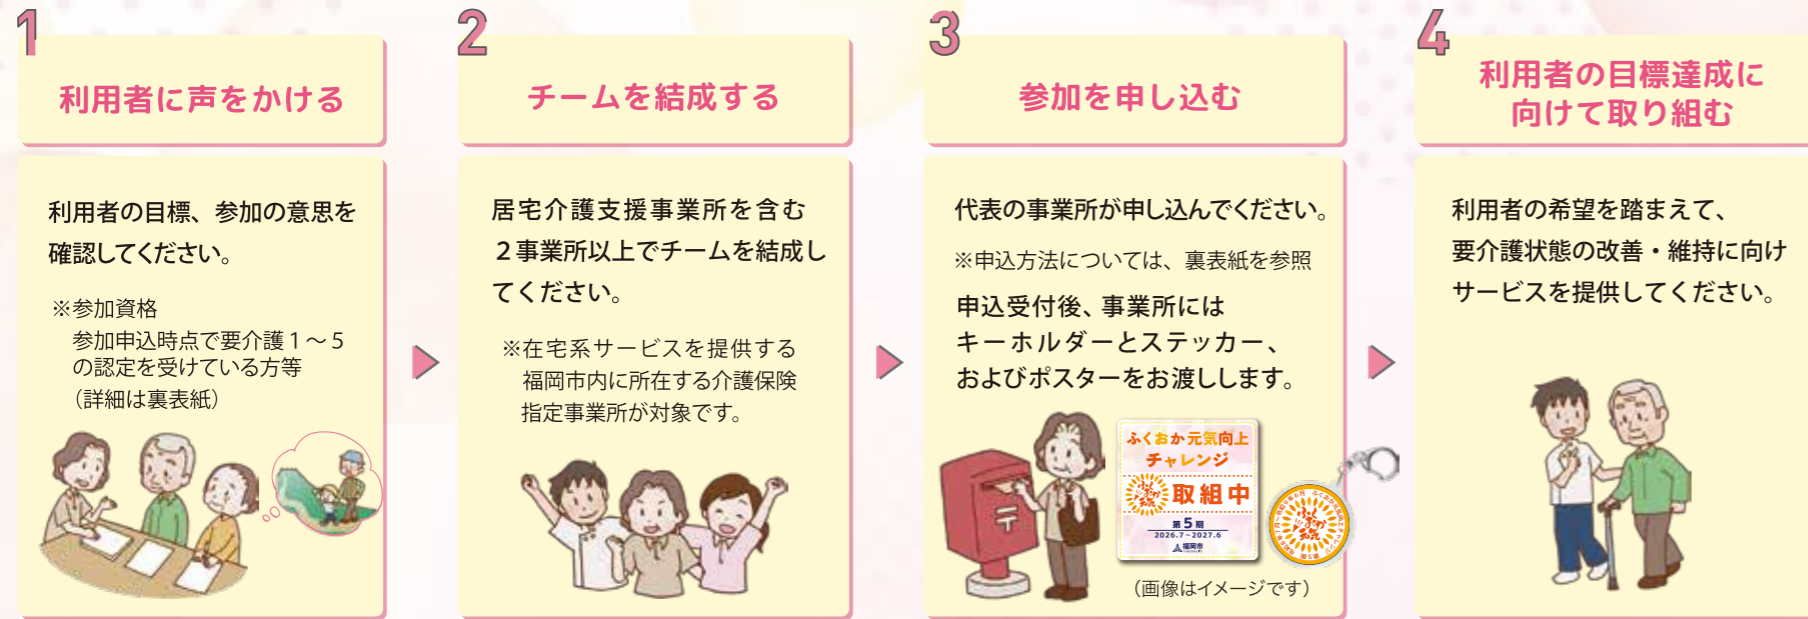 1
利用者に声をかける
利用者の目標、参加の意思を
確認してください。
※参加資格
参加申込時点で要介護１～５
の認定を受けている方等
（詳細は裏表紙）
2
チームを結成する
居宅介護支援事業所を含む
２事業所以上でチームを結成し
てください。
※在宅系サービスを提供する
福岡市内に所在する介護保険
指定事業所が対象です。
3
参加を申し込む
代表の事業所が申し込んでください。
※申込方法については、裏表紙を参照
申込受付後、事業所には
キーホルダーとステッカー、
およびポスターをお渡しします。
ふくおか元気向上
チャレンジ
取組中
第5期
2026.7~2027.6
福岡市
（画像はイメージです）
4
利用者の目標達成に
向けて取り組む
利用者の希望を踏まえて、
要介護状態の改善・維持に向け
サービスを提供してください。